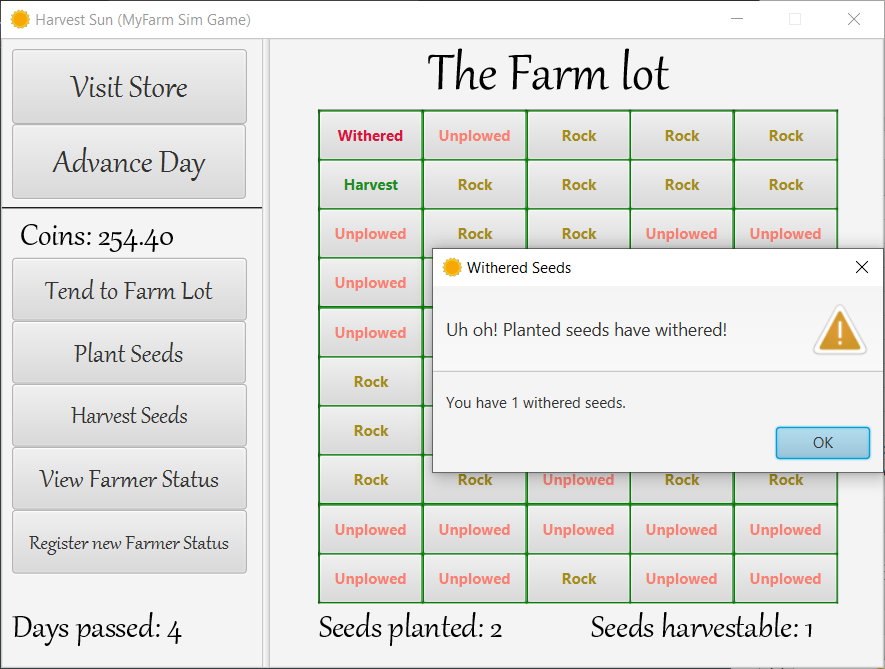 Harvest Sun (MyFarm Sim Game)
Visit Store
Advance Day
Coins: 254.40
Tend to Farm Lot
Plant Seeds
Harvest Seeds
View Farmer Status
Register new Farmer Status
Days passed: 4
The Farm lot
Withered Unplowed Rock Rock Rock
Harvest Rock Rock Rock Rock
Unplowed Rock Rock Unplowed Unplowed
Unplowed
Unplowed
Rock
Rock
Rock Rock Unplowed Rock Rock
Unplowed Unplowed Unplowed Unplowed Unplowed
Unplowed Unplowed Rock Unplowed Unplowed
Seeds planted: 2 Seeds harvestable: 1
Withered Seeds
Uh oh! Planted seeds have withered!
You have 1 withered seeds.
OK